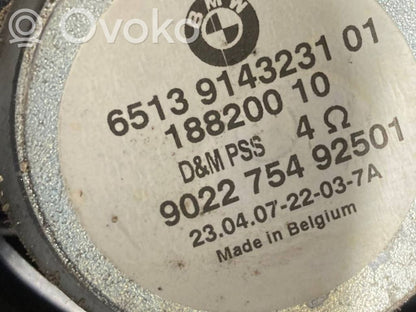 Ovoko
BMW
6513 9143231 01
188200 10
D&M PSS 4 Ω
9022 754 92501
23.04.07-22-03-7A
Made in Belgium